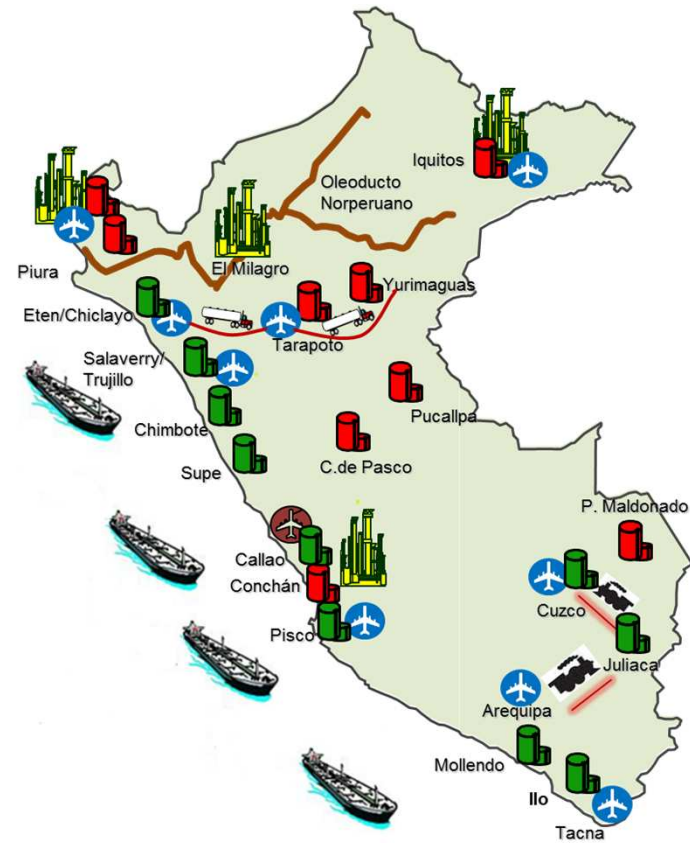 Iquitos
Oleoducto
Norperuano
El Milagro
Piura
Yurimaguas
Eten/Chiclayo
Tarapoto
Salaverry/
Trujillo
Pucallpa
Chimbote
C.de Pasco
Supe
P. Maldonado
Callao
Conchán
Cuzco
Pisco
Juliaca
Arequipa
Mollendo
Ilo
Tacna